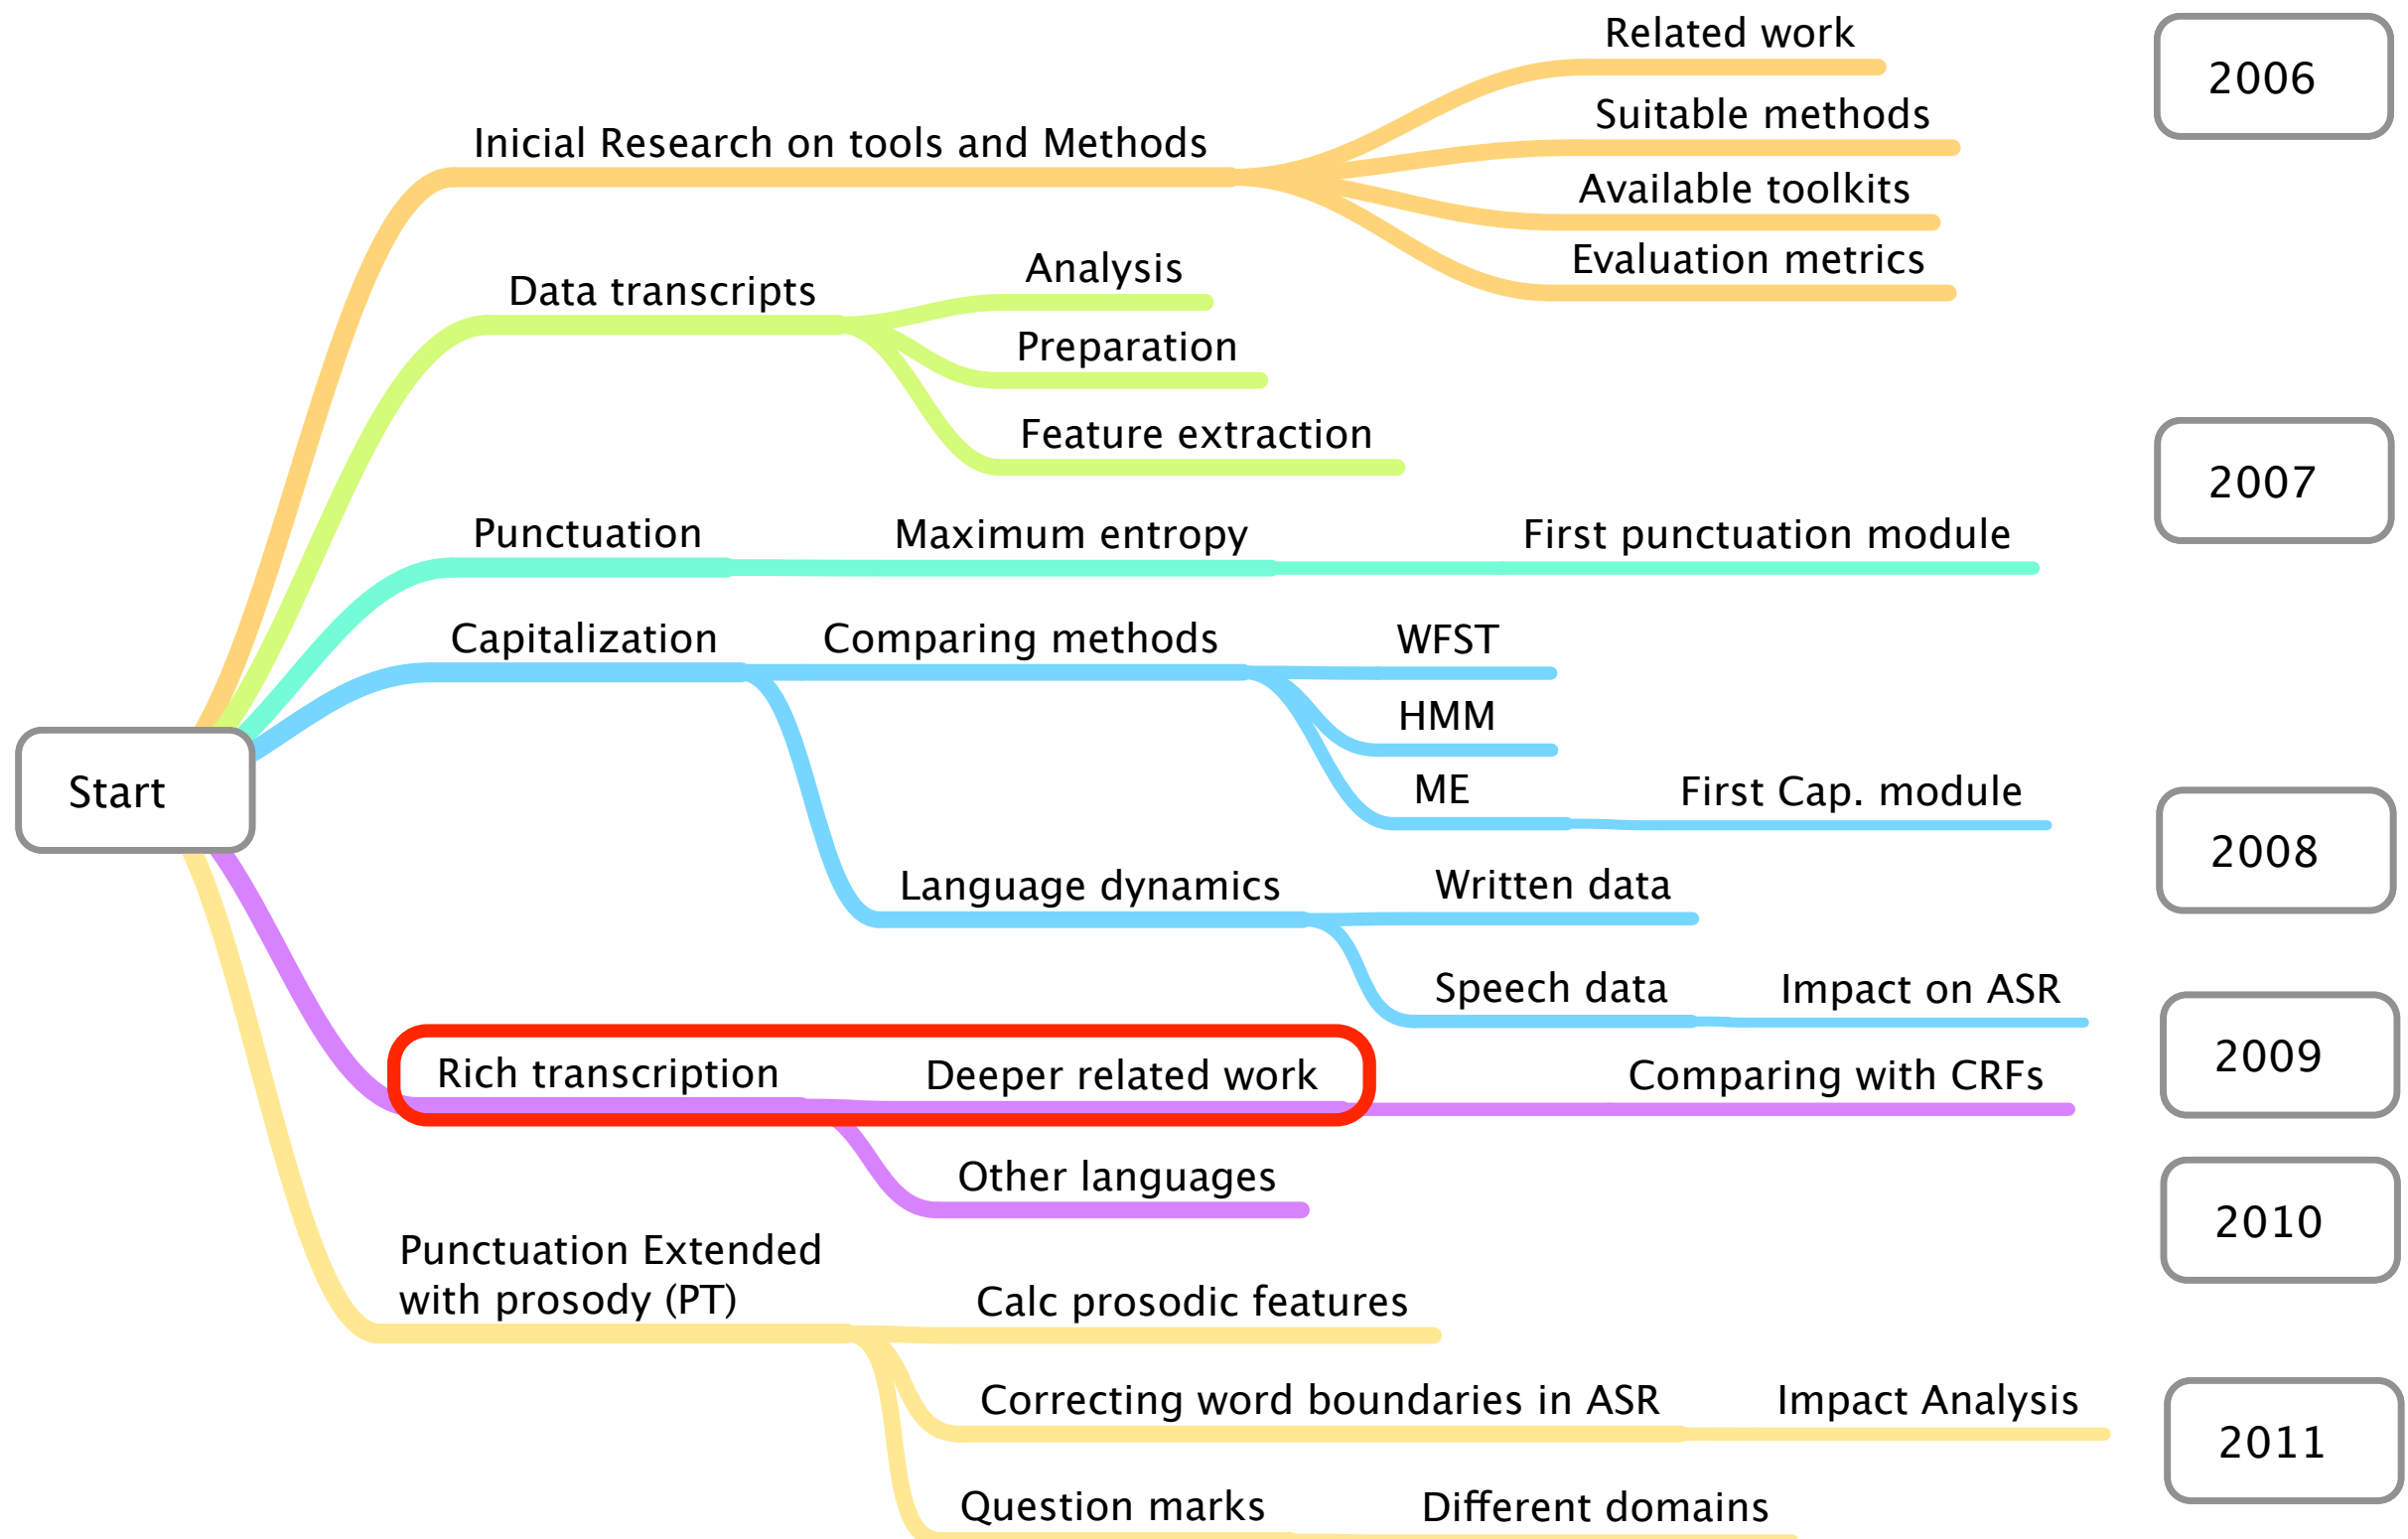 Related work
2006
Suitable methods
Inicial Research on tools and Methods
Available toolkits
Evaluation metrics
Analysis
Data transcripts
Preparation
Feature extraction
2007
Punctuation
Maximum entropy
First punctuation module
Capitalization
Comparing methods
WFST
HMM
ME
First Cap. module
Start
2008
Language dynamics
Written data
Speech data
Impact on ASR
2009
Rich transcription
Deeper related work
Comparing with CRFs
Other languages
2010
Punctuation Extended
with prosody (PT)
Calc prosodic features
Correcting word boundaries in ASR
Impact Analysis
2011
Question marks
Different domains